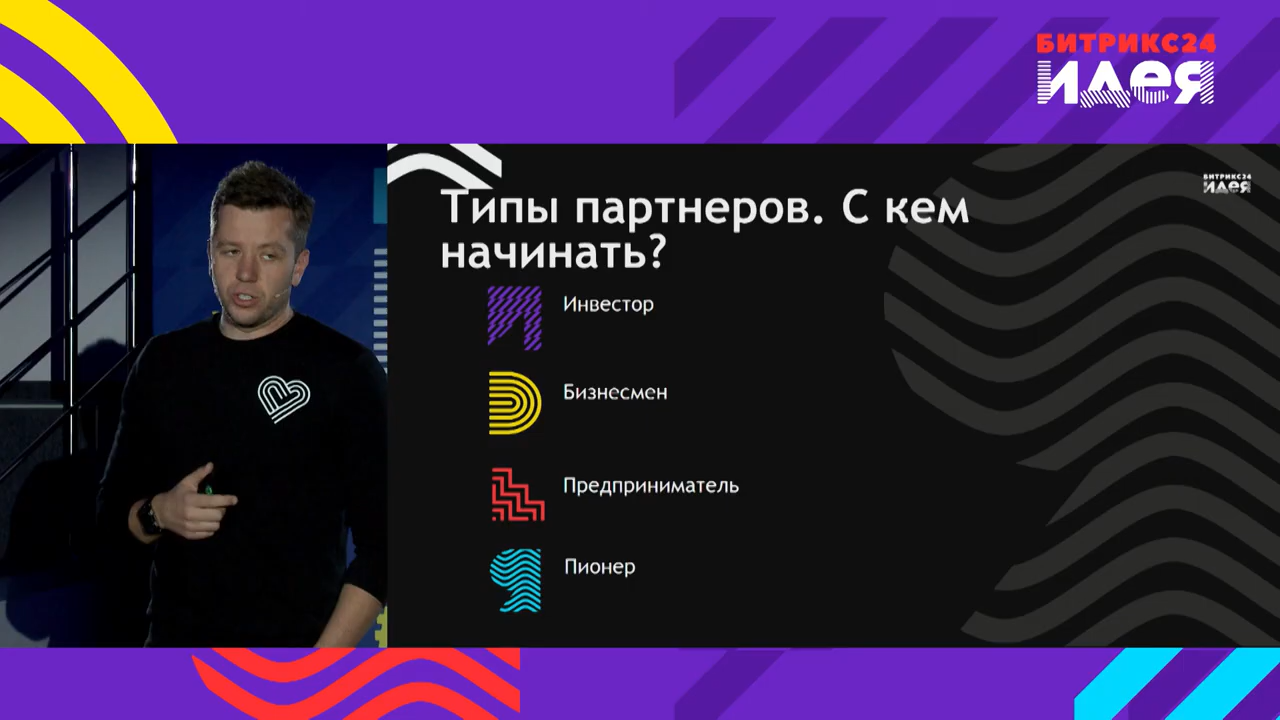 БИТРИКС24
ИДЕЯ
БИТРИКС24
ИДЕЯ
Типы партнеров. С кем
начинать?
Инвестор
Бизнесмен
Предприниматель
Пионер